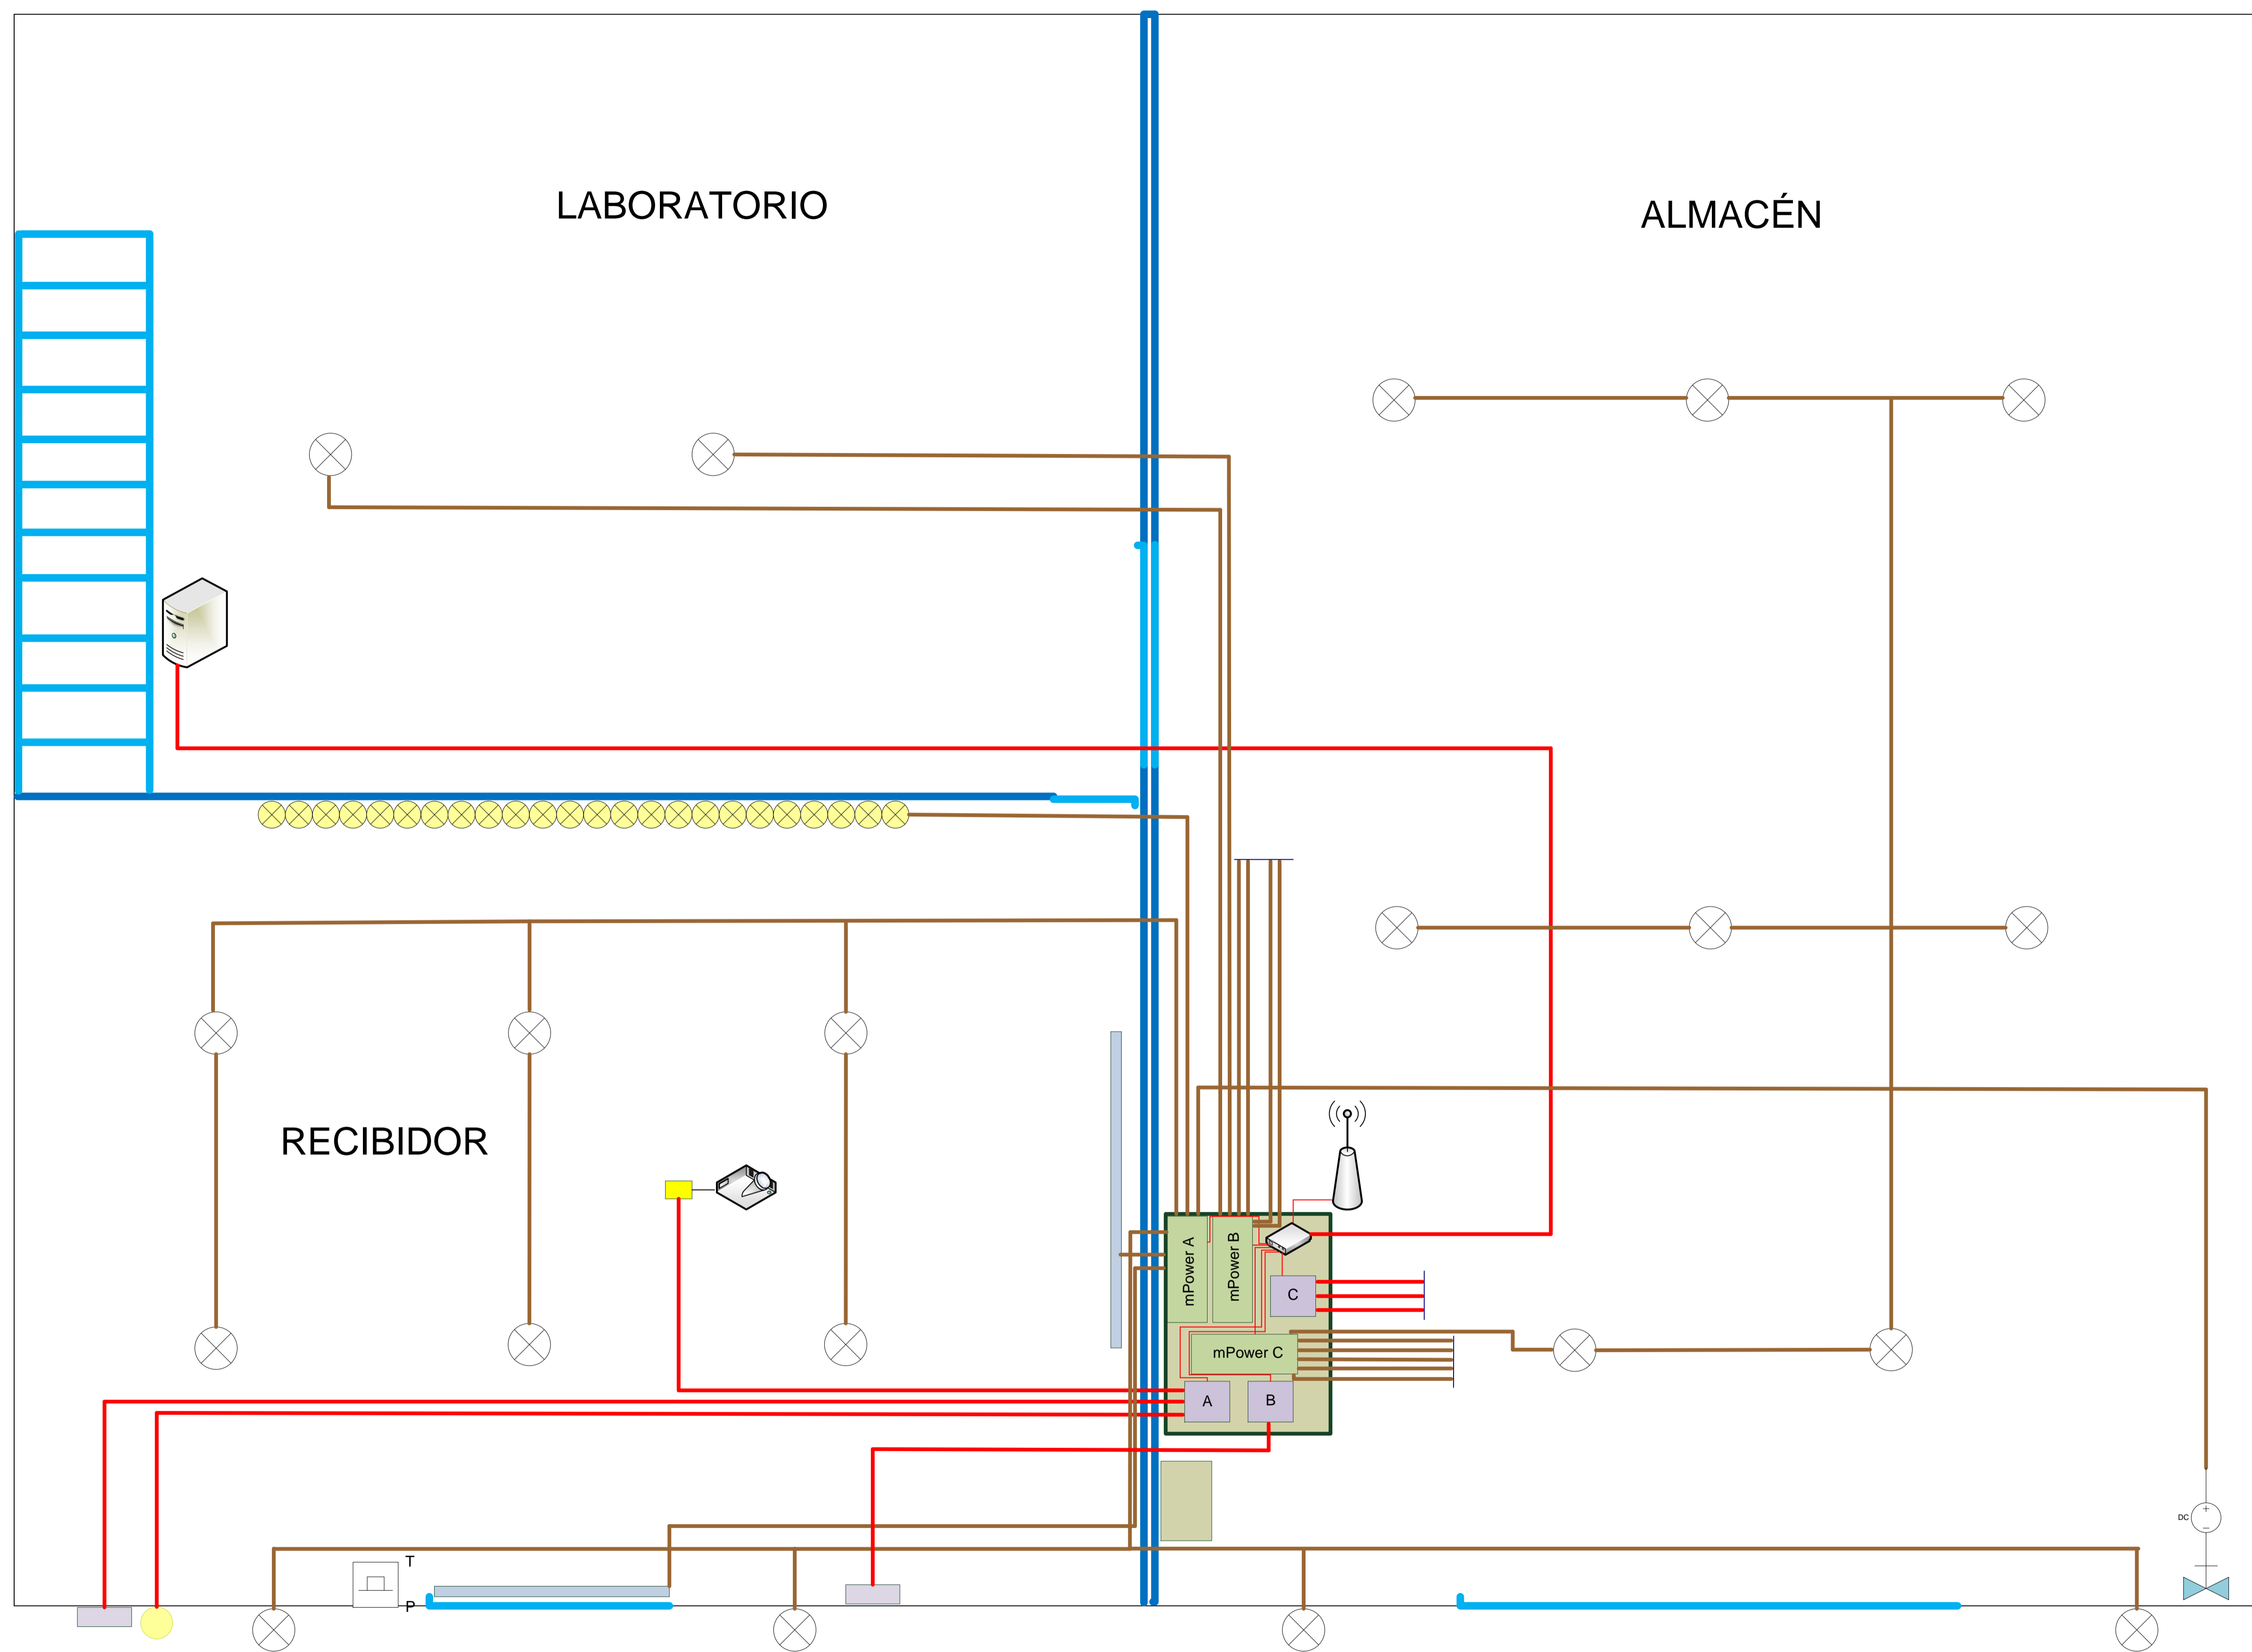 LABORATORIO
ALMACÉN
RECIBIDOR
mPower A
mPower B
C
mPower C
A
B
DC
T
P